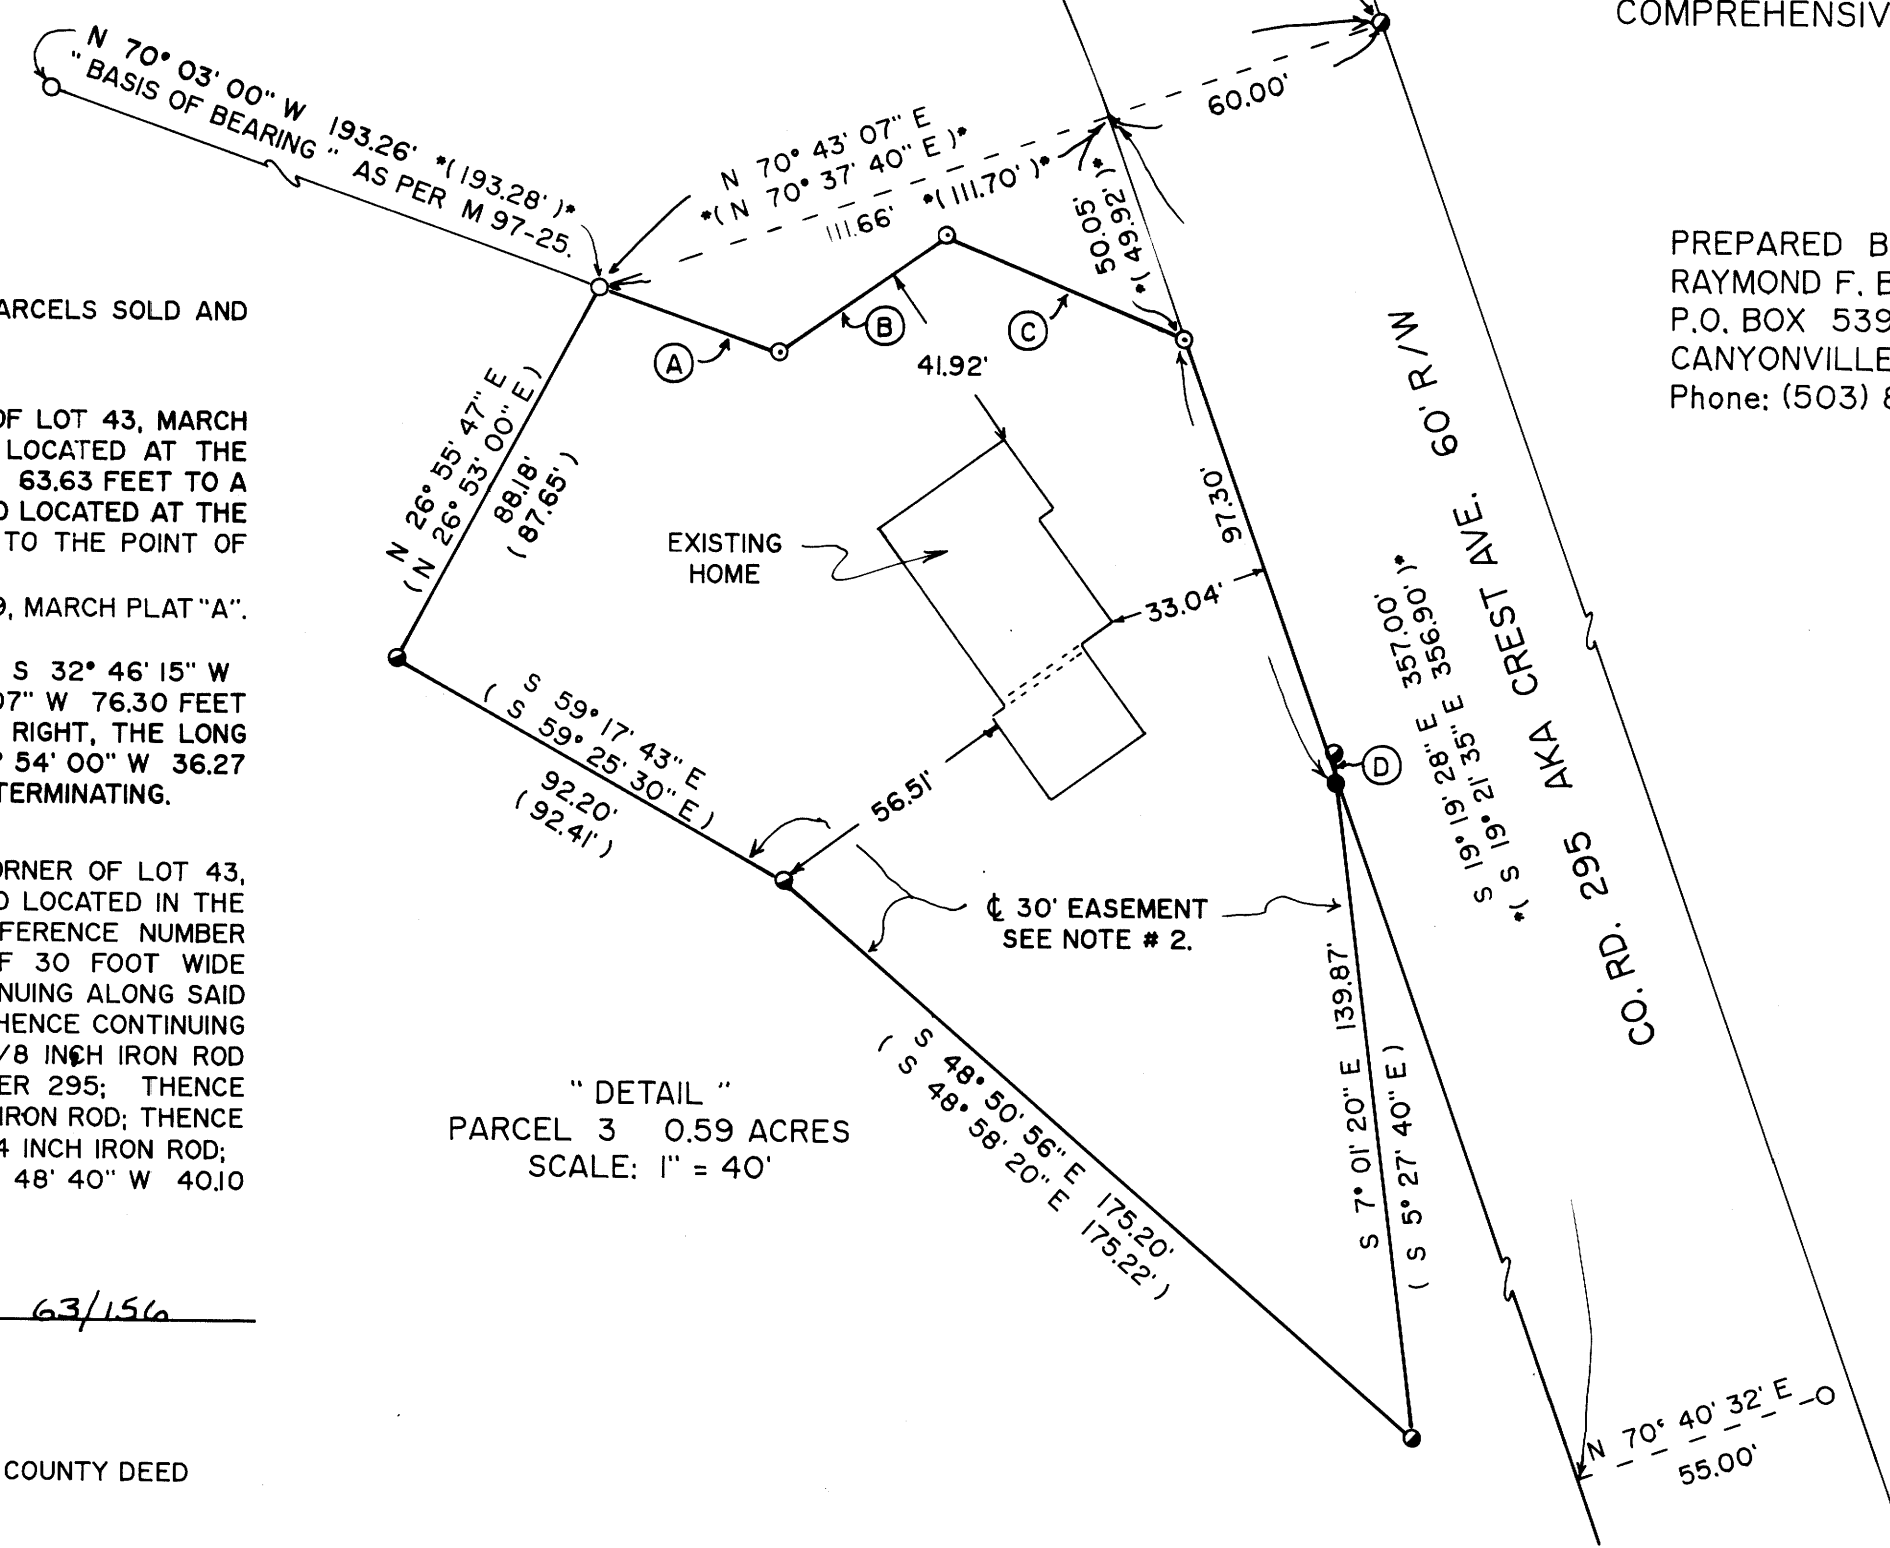 COMPREHENSIV
N 70° 03' 00" W 193.26' *(193.28')*
"BASIS OF BEARING" AS PER M 97-25.
N 70° 43' 07" E
*(N 70° 37' 40" E)*
111.66' *(111.70')*
60.00'
50.05'
*(49.92')*
PREPARED B
RAYMOND F. B
P.O. BOX 539
CANYONVILLE
Phone: (503) 8
ARCELS SOLD AND
OF LOT 43, MARCH
LOCATED AT THE
63.63 FEET TO A
D LOCATED AT THE
TO THE POINT OF
9, MARCH PLAT "A".
S 32° 46' 15" W
07" W 76.30 FEET
RIGHT, THE LONG
° 54' 00" W 36.27
TERMINATING.
ORNER OF LOT 43,
D LOCATED IN THE
FERENCE NUMBER
F 30 FOOT WIDE
NUING ALONG SAID
HENCE CONTINUING
/8 INCH IRON ROD
ER 295; THENCE
IRON ROD; THENCE
4 INCH IRON ROD;
48' 40" W 40.10
63/156
COUNTY DEED
A
B
C
41.92'
N 26° 55' 47" E
(N 26° 53' 00" E)
88.18'
(87.65')
EXISTING
HOME
97.30'
33.04'
D
S 59° 17' 43" E
(S 59° 25' 30" E)
92.20'
(92.41')
56.51'
℄ 30' EASEMENT
SEE NOTE # 2.
S 19° 19' 28" E 357.00'
*(S 19° 21' 35" E 356.90')*
CO. RD. 295 AKA CREST AVE. 60' R/W
S 7° 01' 20" E 139.87'
(S 5° 27' 40" E)
S 48° 50' 56" E 175.20'
(S 48° 58' 20" E 175.22')
"DETAIL"
PARCEL 3 0.59 ACRES
SCALE: 1" = 40'
N 70° 40' 32' E
55.00'